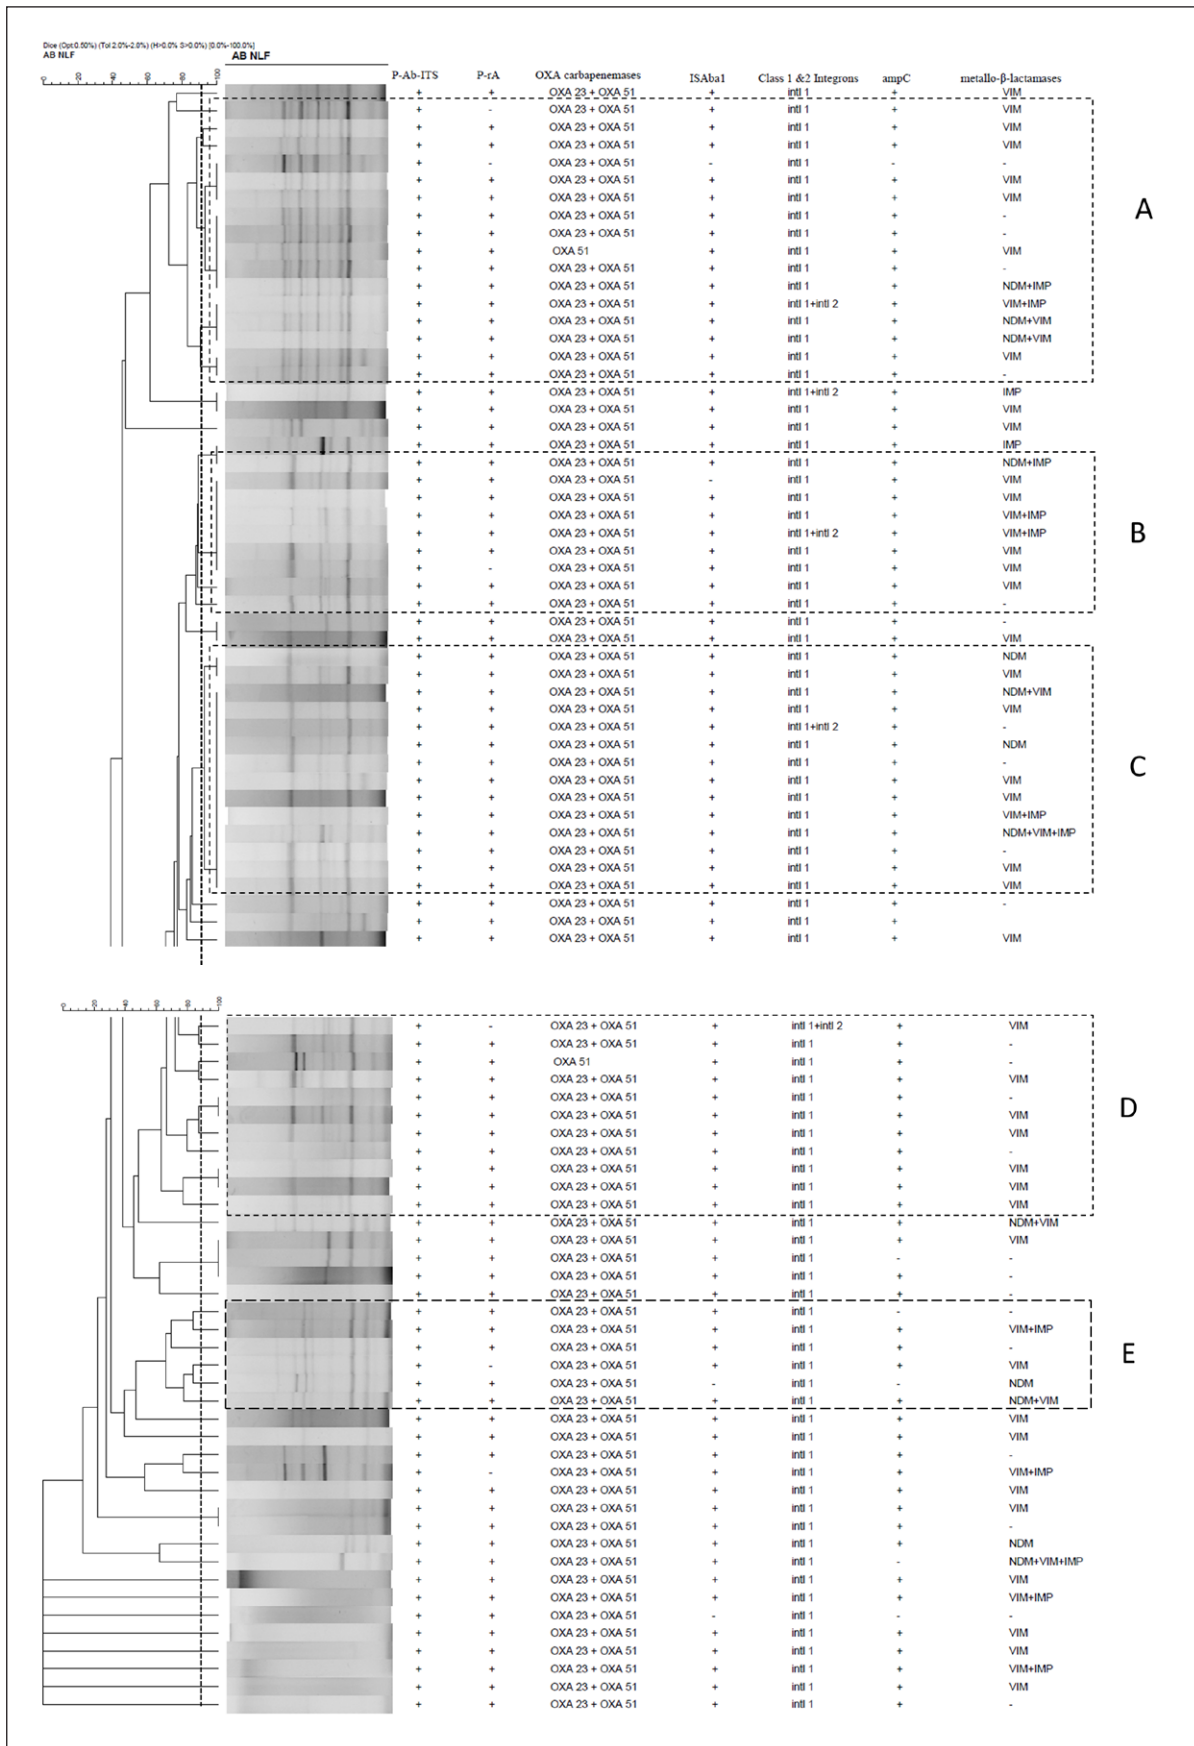 Dice (Opt:0.50%) (Tol 2.0%-2.0%) (H>0.0% S>0.0%) [0.0%-100.0%]
AB NLF AB NLF
0 20 40 60 80 100 P-Ab-ITS P-rA OXA carbapenemases ISAba1 Class 1 &2 Integrons ampC metallo-β-lactamases
+ + OXA 23 + OXA 51 + intI 1 + VIM
+ - OXA 23 + OXA 51 + intI 1 + VIM
+ + OXA 23 + OXA 51 + intI 1 + VIM
+ + OXA 23 + OXA 51 + intI 1 + VIM
+ - OXA 23 + OXA 51 - intI 1 - -
+ + OXA 23 + OXA 51 + intI 1 + VIM
+ + OXA 23 + OXA 51 + intI 1 + VIM
A
+ + OXA 23 + OXA 51 + intI 1 + -
+ + OXA 23 + OXA 51 + intI 1 + -
+ + OXA 51 + intI 1 + VIM
+ + OXA 23 + OXA 51 + intI 1 + -
+ + OXA 23 + OXA 51 + intI 1 + NDM+IMP
+ + OXA 23 + OXA 51 + intI 1+intI 2 + VIM+IMP
+ + OXA 23 + OXA 51 + intI 1 + NDM+VIM
+ + OXA 23 + OXA 51 + intI 1 + NDM+VIM
+ + OXA 23 + OXA 51 + intI 1 + VIM
+ + OXA 23 + OXA 51 + intI 1 + -
+ + OXA 23 + OXA 51 + intI 1+intI 2 + IMP
+ + OXA 23 + OXA 51 + intI 1 + VIM
+ + OXA 23 + OXA 51 + intI 1 + VIM
+ + OXA 23 + OXA 51 + intI 1 + IMP
+ + OXA 23 + OXA 51 + intI 1 + NDM+IMP
+ + OXA 23 + OXA 51 - intI 1 + VIM
+ + OXA 23 + OXA 51 + intI 1 + VIM
+ + OXA 23 + OXA 51 + intI 1 + VIM+IMP
+ + OXA 23 + OXA 51 + intI 1+intI 2 + VIM+IMP
B
+ + OXA 23 + OXA 51 + intI 1 + VIM
+ - OXA 23 + OXA 51 + intI 1 + VIM
+ + OXA 23 + OXA 51 + intI 1 + VIM
+ + OXA 23 + OXA 51 + intI 1 + -
+ + OXA 23 + OXA 51 + intI 1 + -
+ + OXA 23 + OXA 51 + intI 1 + VIM
+ + OXA 23 + OXA 51 + intI 1 + NDM
+ + OXA 23 + OXA 51 + intI 1 + VIM
+ + OXA 23 + OXA 51 + intI 1 + NDM+VIM
+ + OXA 23 + OXA 51 + intI 1 + VIM
+ + OXA 23 + OXA 51 + intI 1+intI 2 + -
+ + OXA 23 + OXA 51 + intI 1 + NDM
+ + OXA 23 + OXA 51 + intI 1 + -
C
+ + OXA 23 + OXA 51 + intI 1 + VIM
+ + OXA 23 + OXA 51 + intI 1 + VIM
+ + OXA 23 + OXA 51 + intI 1 + VIM+IMP
+ + OXA 23 + OXA 51 + intI 1 + NDM+VIM+IMP
+ + OXA 23 + OXA 51 + intI 1 + -
+ + OXA 23 + OXA 51 + intI 1 + VIM
+ + OXA 23 + OXA 51 + intI 1 + VIM
+ + OXA 23 + OXA 51 + intI 1 + -
+ + OXA 23 + OXA 51 + intI 1 +
+ + OXA 23 + OXA 51 + intI 1 + VIM
0 20 40 60 80 100
+ - OXA 23 + OXA 51 + intI 1+intI 2 + VIM
+ + OXA 23 + OXA 51 + intI 1 + -
+ + OXA 51 + intI 1 + -
+ + OXA 23 + OXA 51 + intI 1 + VIM
+ + OXA 23 + OXA 51 + intI 1 + -
D
+ + OXA 23 + OXA 51 + intI 1 + VIM
+ + OXA 23 + OXA 51 + intI 1 + VIM
+ + OXA 23 + OXA 51 + intI 1 + -
+ + OXA 23 + OXA 51 + intI 1 + VIM
+ + OXA 23 + OXA 51 + intI 1 + VIM
+ + OXA 23 + OXA 51 + intI 1 + VIM
+ + OXA 23 + OXA 51 + intI 1 + NDM+VIM
+ + OXA 23 + OXA 51 + intI 1 + VIM
+ + OXA 23 + OXA 51 + intI 1 - -
+ + OXA 23 + OXA 51 + intI 1 + -
+ + OXA 23 + OXA 51 + intI 1 + -
+ + OXA 23 + OXA 51 + intI 1 - -
+ + OXA 23 + OXA 51 + intI 1 + VIM+IMP
+ + OXA 23 + OXA 51 + intI 1 + -
E
+ - OXA 23 + OXA 51 + intI 1 + VIM
+ + OXA 23 + OXA 51 - intI 1 - NDM
+ + OXA 23 + OXA 51 + intI 1 + NDM+VIM
+ + OXA 23 + OXA 51 + intI 1 + VIM
+ + OXA 23 + OXA 51 + intI 1 + VIM
+ + OXA 23 + OXA 51 + intI 1 + -
+ - OXA 23 + OXA 51 + intI 1 + VIM+IMP
+ + OXA 23 + OXA 51 + intI 1 + VIM
+ + OXA 23 + OXA 51 + intI 1 + VIM
+ + OXA 23 + OXA 51 + intI 1 + -
+ + OXA 23 + OXA 51 + intI 1 + NDM
+ + OXA 23 + OXA 51 + intI 1 - NDM+VIM+IMP
+ + OXA 23 + OXA 51 + intI 1 + VIM
+ + OXA 23 + OXA 51 + intI 1 + VIM+IMP
+ + OXA 23 + OXA 51 - intI 1 - -
+ + OXA 23 + OXA 51 + intI 1 + VIM
+ + OXA 23 + OXA 51 + intI 1 + VIM
+ + OXA 23 + OXA 51 + intI 1 + VIM+IMP
+ + OXA 23 + OXA 51 + intI 1 + VIM
+ + OXA 23 + OXA 51 + intI 1 + -